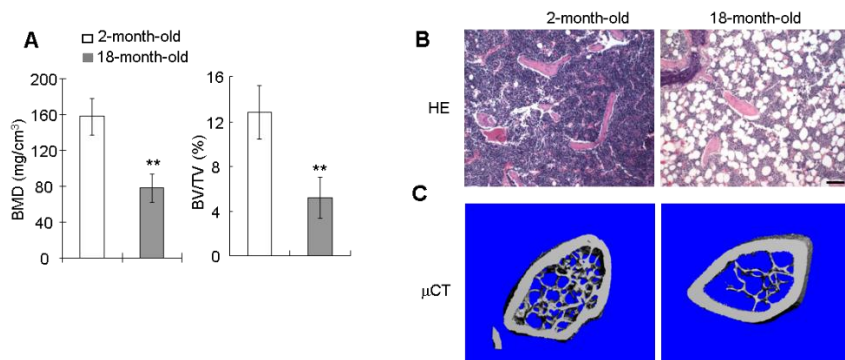 A
2-month-old
18-month-old
BMD (mg/cm³)
200
160
120
80
40
0
**
BV/TV (%)
16
12
8
4
0
**
B
2-month-old 18-month-old
HE
C
μCT